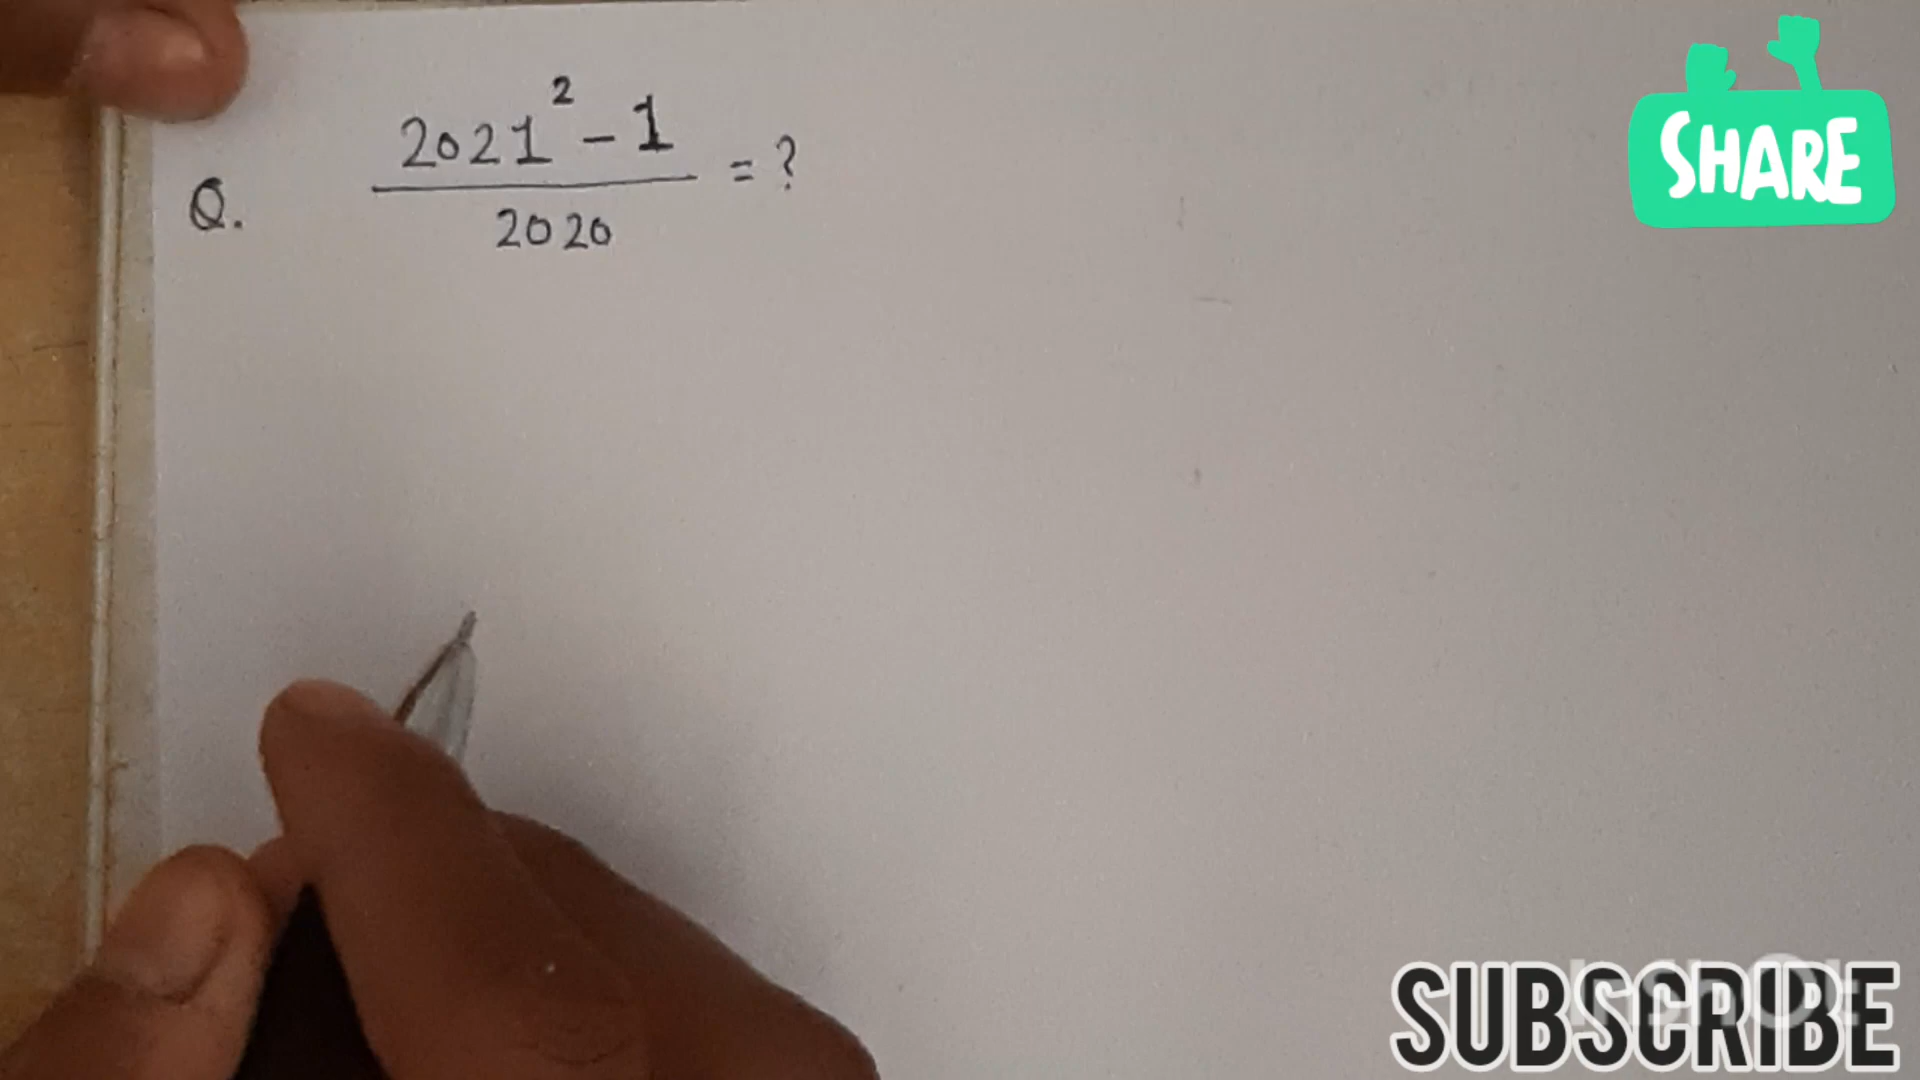 2021² - 1
Q. ――― = ?
2020
SHARE
SUBSCRIBE